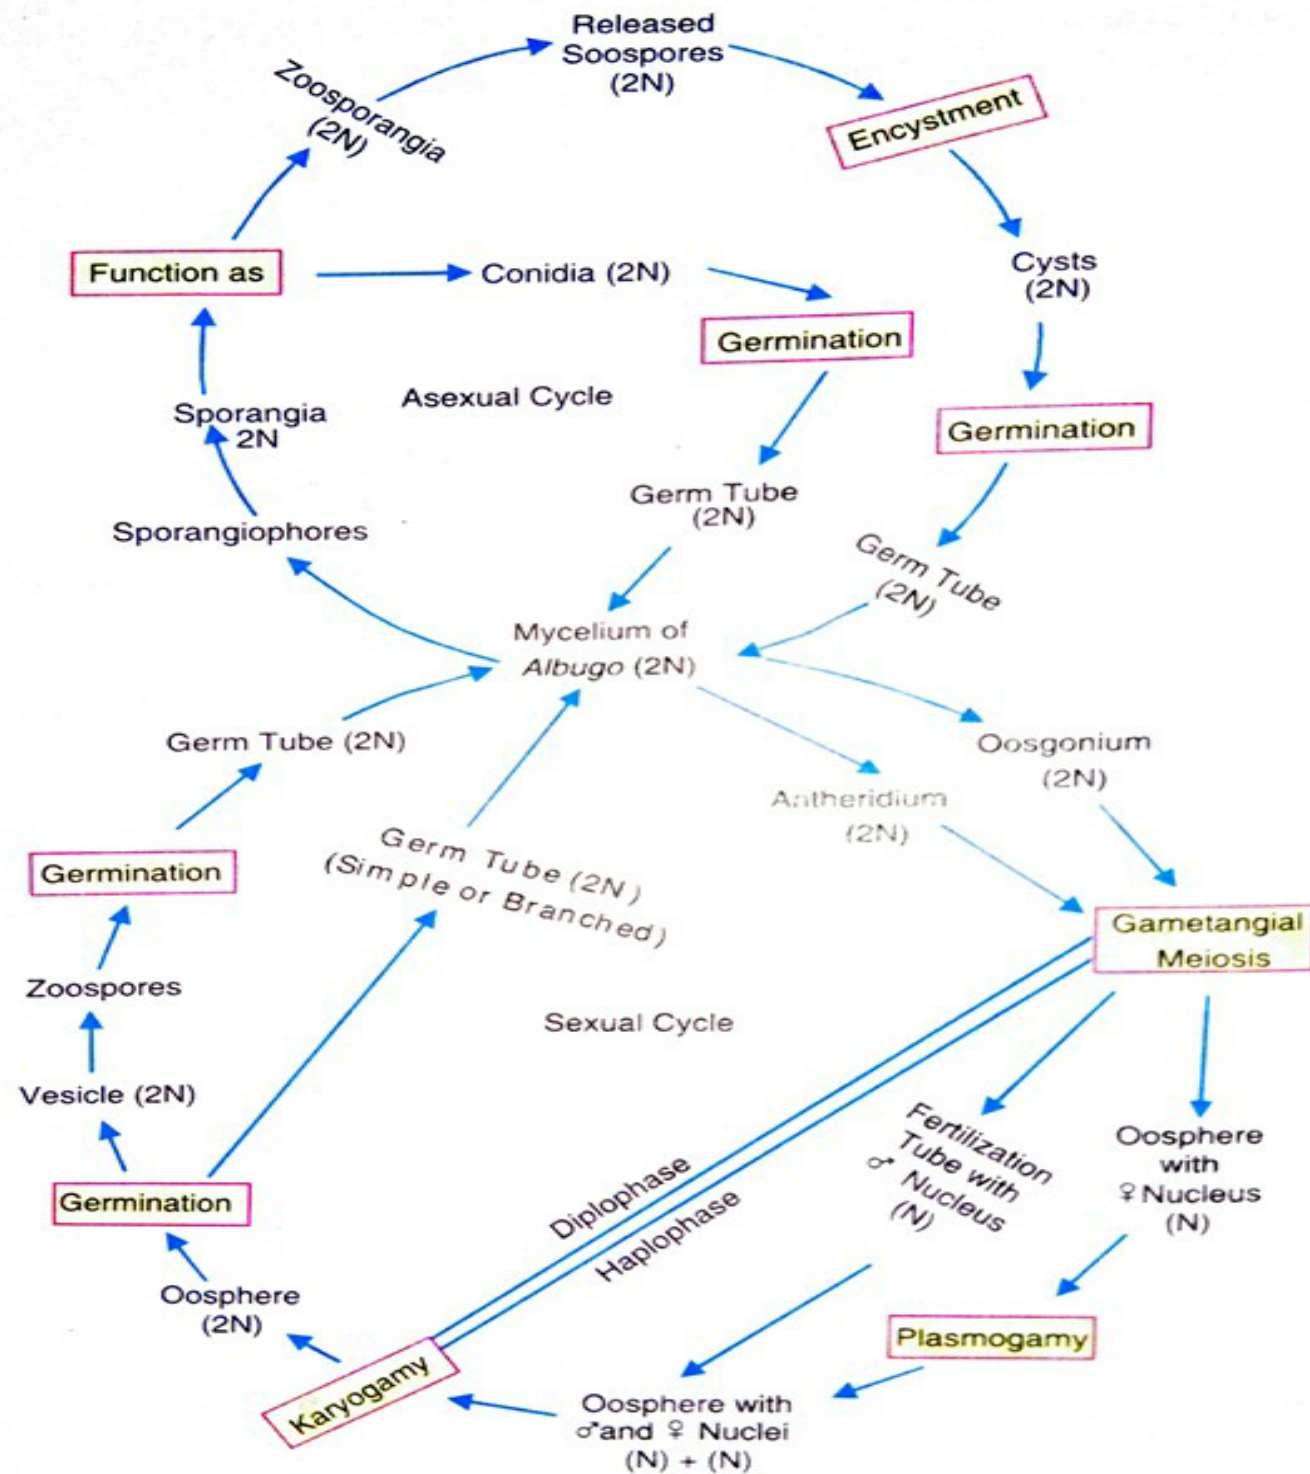 Released
Soospores
(2N)
Zoosporangia
(2N)
Encystment
Function as
Conidia (2N)
Cysts
(2N)
Germination
Asexual Cycle
Sporangia
2N
Germination
Germ Tube
(2N)
Sporangiophores
Germ Tube
(2N)
Mycelium of
Albugo (2N)
Germ Tube (2N)
Oosgonium
(2N)
Antheridium
(2N)
Germ Tube (2N)
(Simple or Branched)
Germination
Gametangial
Meiosis
Zoospores
Sexual Cycle
Vesicle (2N)
Fertilization
Tube with
♂ Nucleus
(N)
Oosphere
with
♀ Nucleus
(N)
Diplophase
Haplophase
Germination
Oosphere
(2N)
Plasmogamy
Karyogamy
Oosphere with
♂ and ♀ Nuclei
(N) + (N)